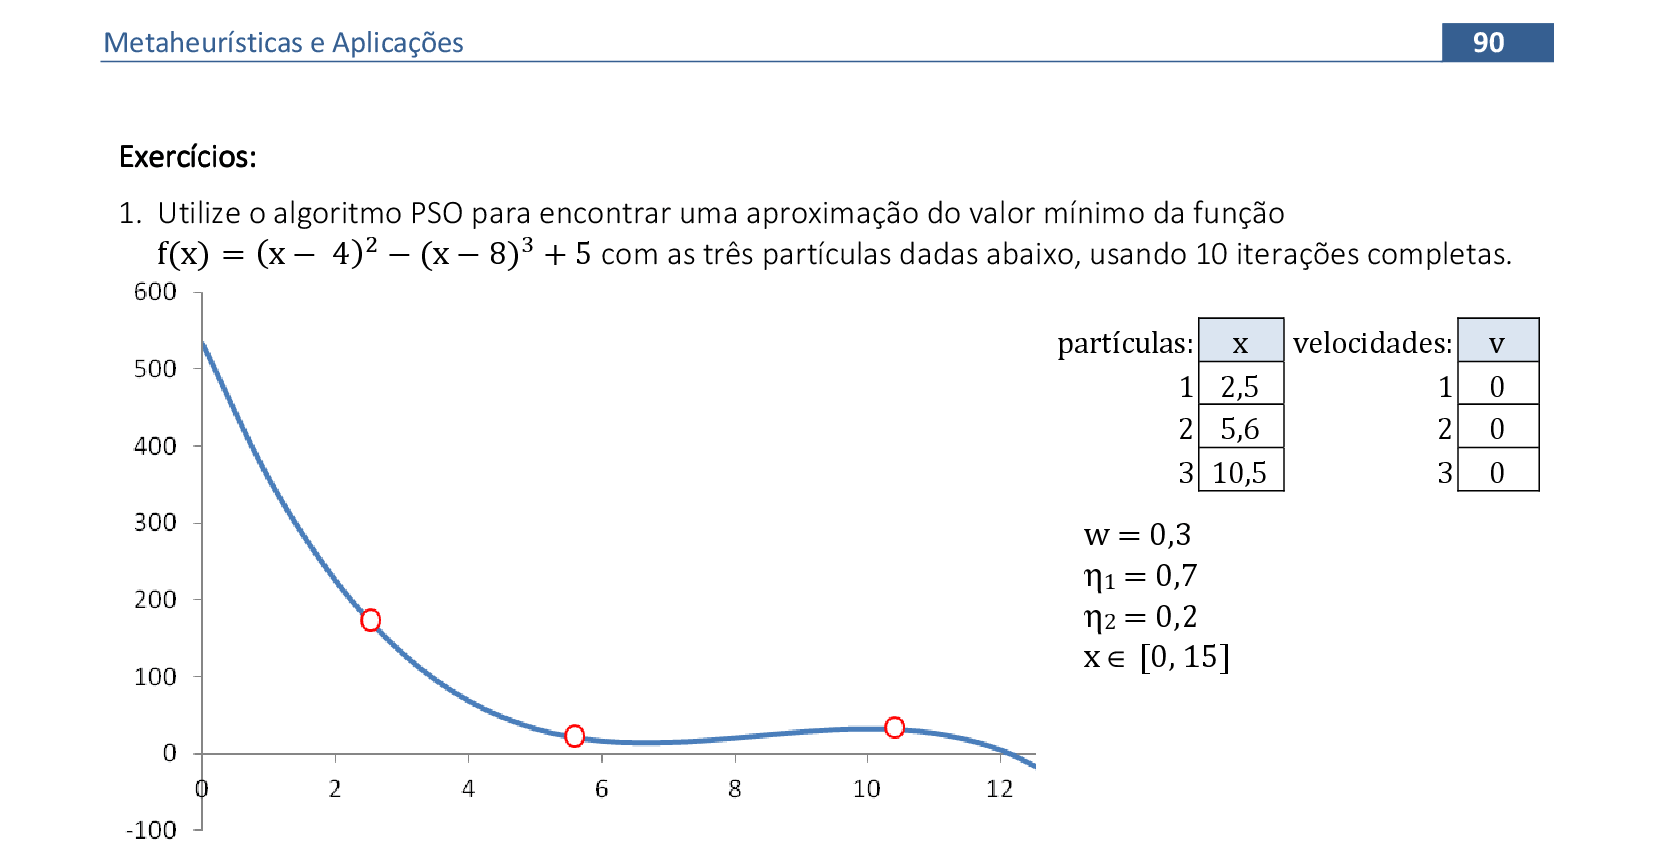 Metaheurísticas e Aplicações 90
Exercícios:
1. Utilize o algoritmo PSO para encontrar uma aproximação do valor mínimo da função
f(x) = (x − 4)² − (x − 8)³ + 5 com as três partículas dadas abaixo, usando 10 iterações completas.
600
500
400
300
200
100
0
-100
0 2 4 6 8 10 12
partículas: x velocidades: v
1 2,5 1 0
2 5,6 2 0
3 10,5 3 0
w = 0,3
η₁ = 0,7
η₂ = 0,2
x ∈ [0, 15]